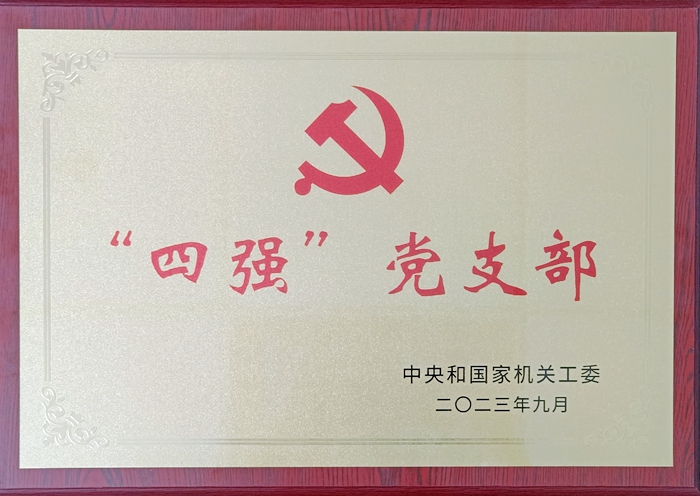 “四强”党支部
中央和国家机关工委
二〇二三年九月